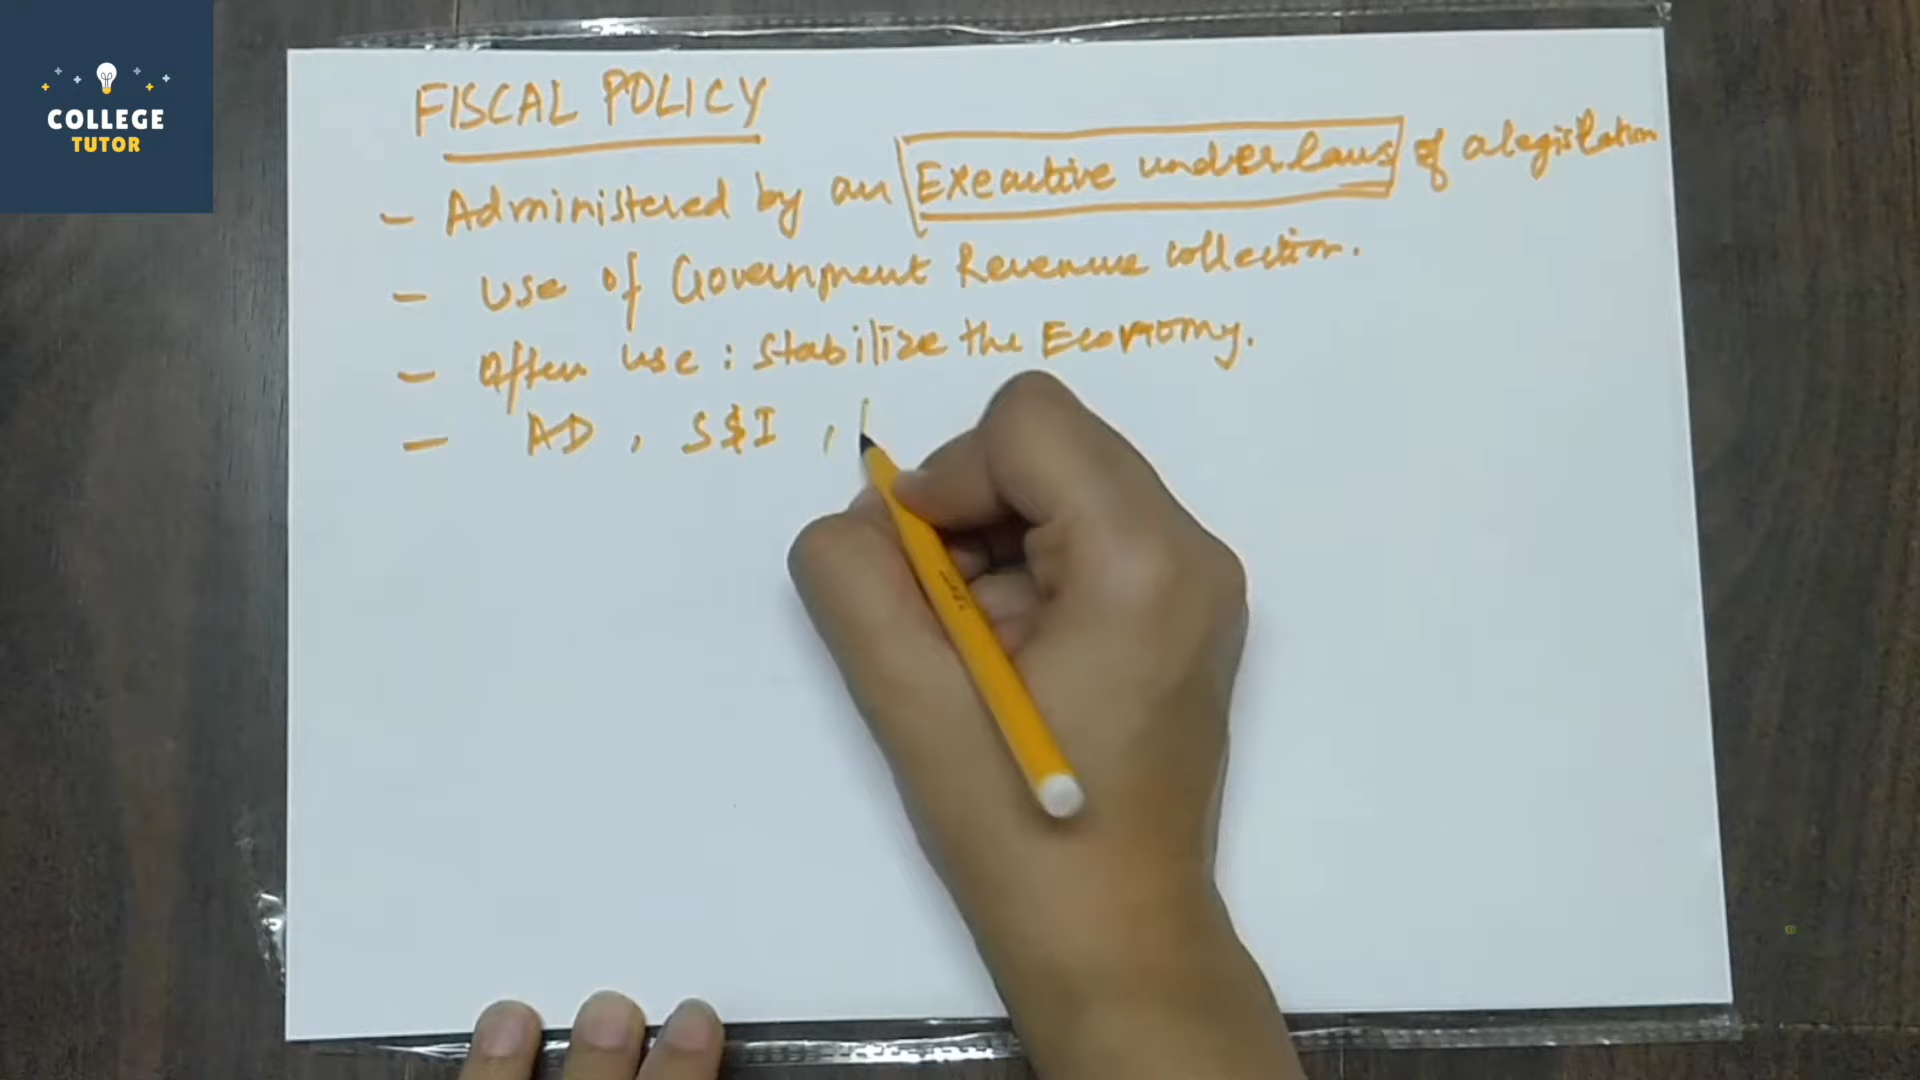 COLLEGE
TUTOR
FISCAL POLICY
- Administered by an Executive under laws of a legislation
- Use of Government Revenue collection.
- Often use : Stabilize the Economy.
- AD , S&I ,